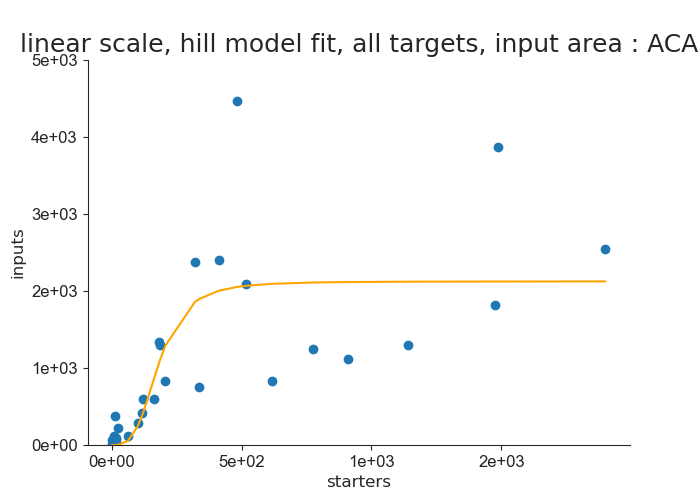 linear scale, hill model fit, all targets, input area : ACA
5e+03
4e+03
3e+03
2e+03
1e+03
0e+00
inputs
0e+00 5e+02 1e+03 2e+03
starters